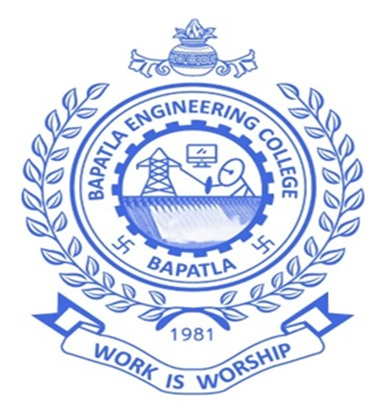 BAPATLA ENGINEERING COLLEGE
BAPATLA
1981
WORK IS WORSHIP